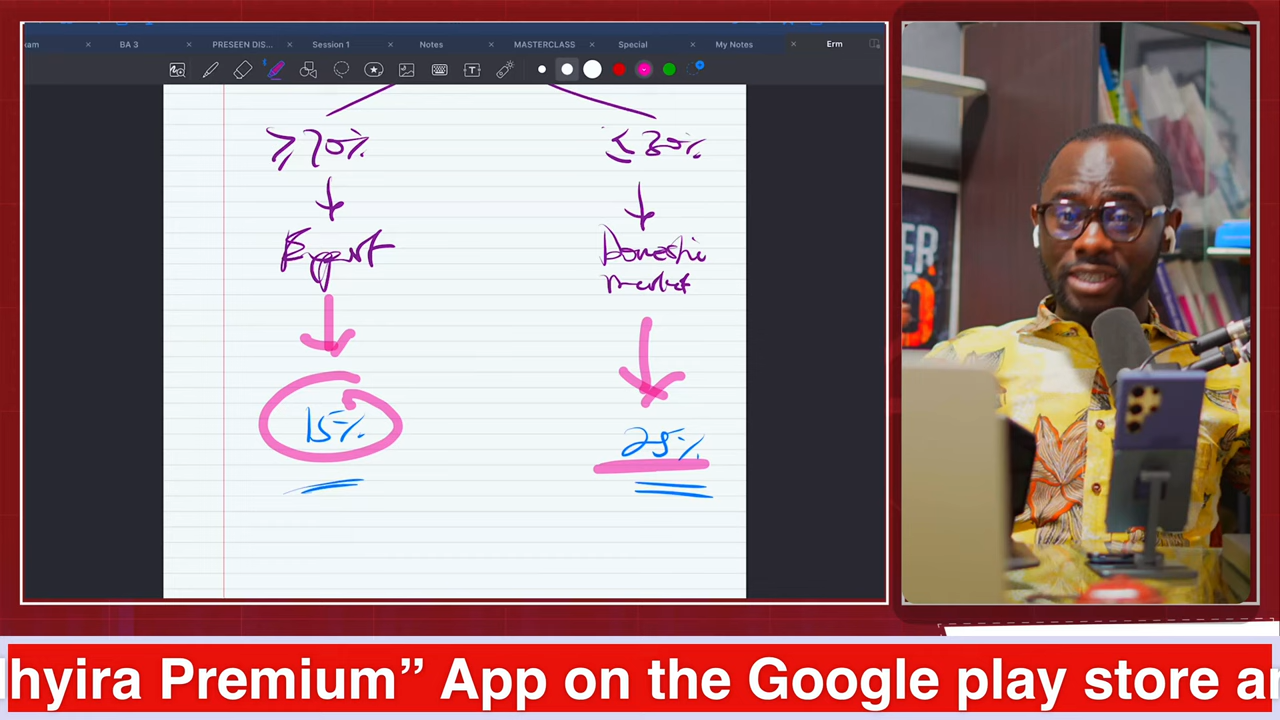 am
BA 3
PRESEEN DIS...
Session 1
Notes
MASTERCLASS
Special
My Notes
Erm
T
≥70%
≤30%
Export
Domestic
market
15%
25%
ER
hyira Premium” App on the Google play store a